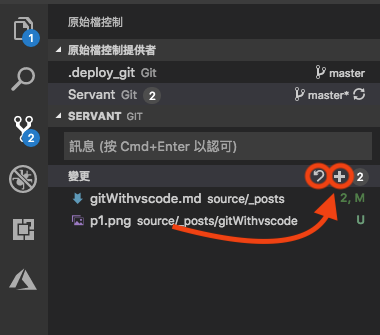 原始檔控制
1
原始檔控制提供者
.deploy_git Git master
Servant Git 2 master*
2
SERVANT GIT
訊息 (按 Cmd+Enter 以認可)
變更 2
gitWithvscode.md source/_posts 2, M
p1.png source/_posts/gitWithvscode U